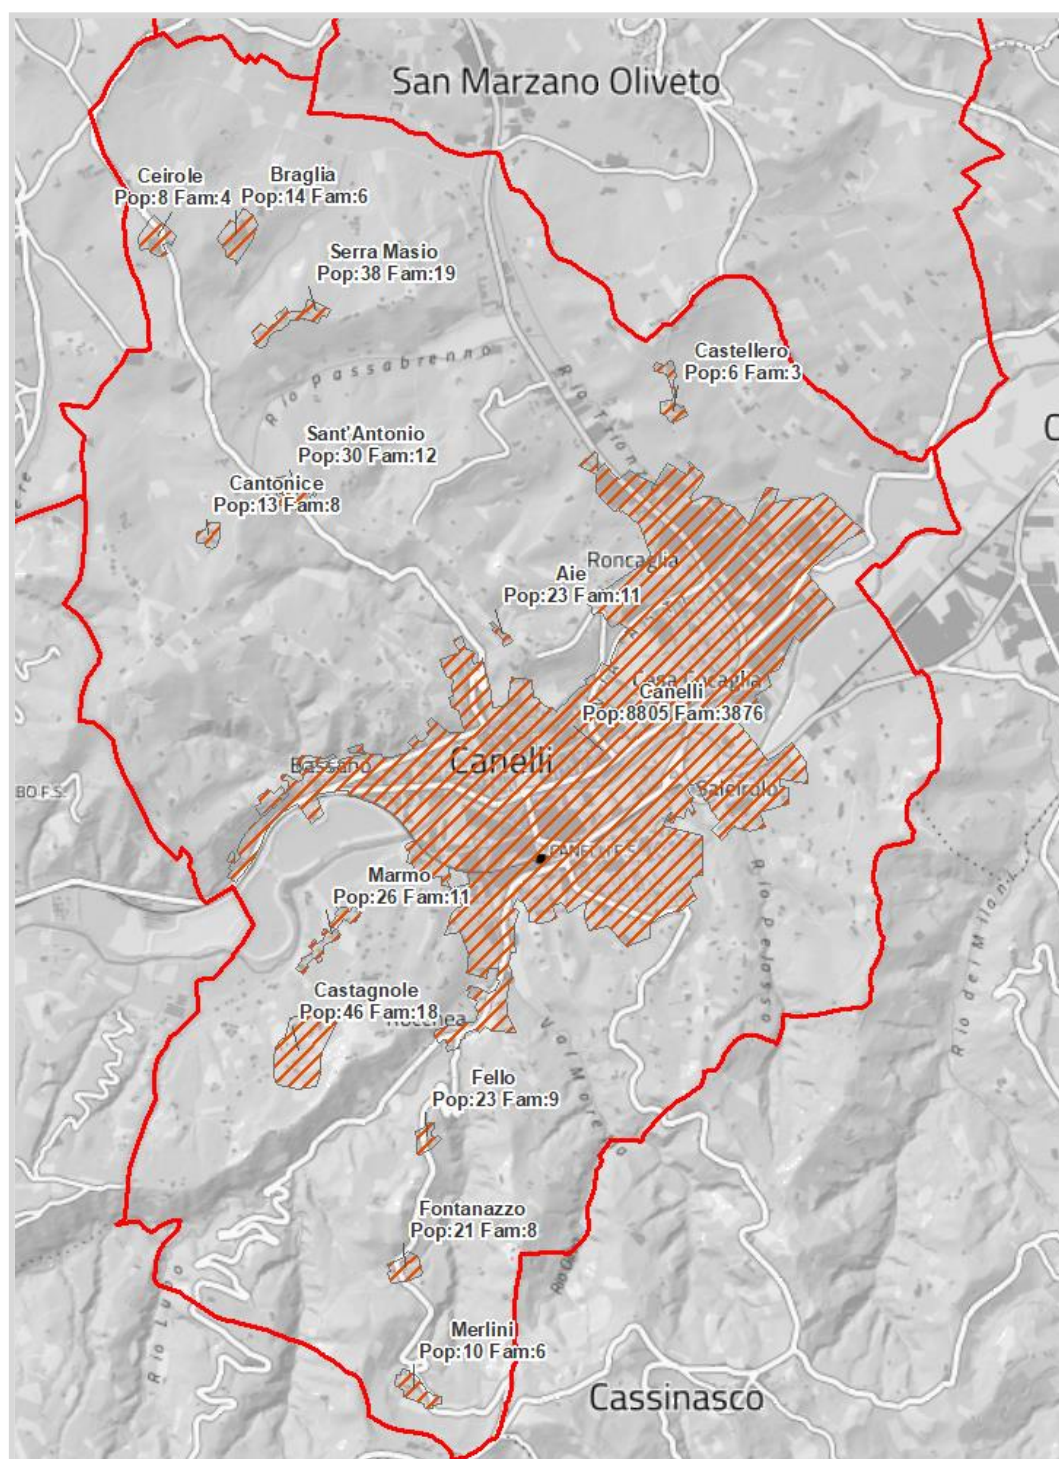 San Marzano Oliveto
Ceirole
Pop:8 Fam:4
Braglia
Pop:14 Fam:6
Serra Masio
Pop:38 Fam:19
Rio Passabrenno
Castellero
Pop:6 Fam:3
Sant'Antonio
Pop:30 Fam:12
Cantonice
Pop:13 Fam:8
Roncaglia
Aie
Pop:23 Fam:11
Canelli
Pop:8805 Fam:3876
Canelli
Bassano
BO F.S.
CANELLI F.S.
Marmo
Pop:26 Fam:11
Castagnole
Pop:46 Fam:18
Fello
Pop:23 Fam:9
Rio dei Milani
Fontanazzo
Pop:21 Fam:8
Rio Lupo
Merlini
Pop:10 Fam:6
Cassinasco